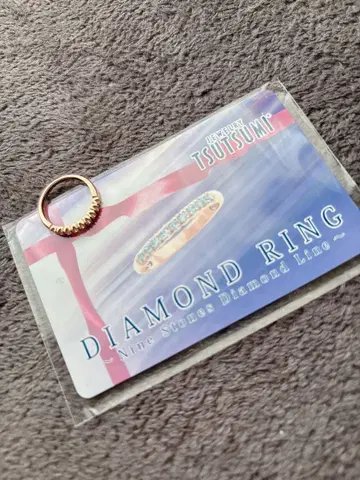 JEWELRY
TSUTSUMI
DIAMOND RING
～Nine Stones Diamond Line～